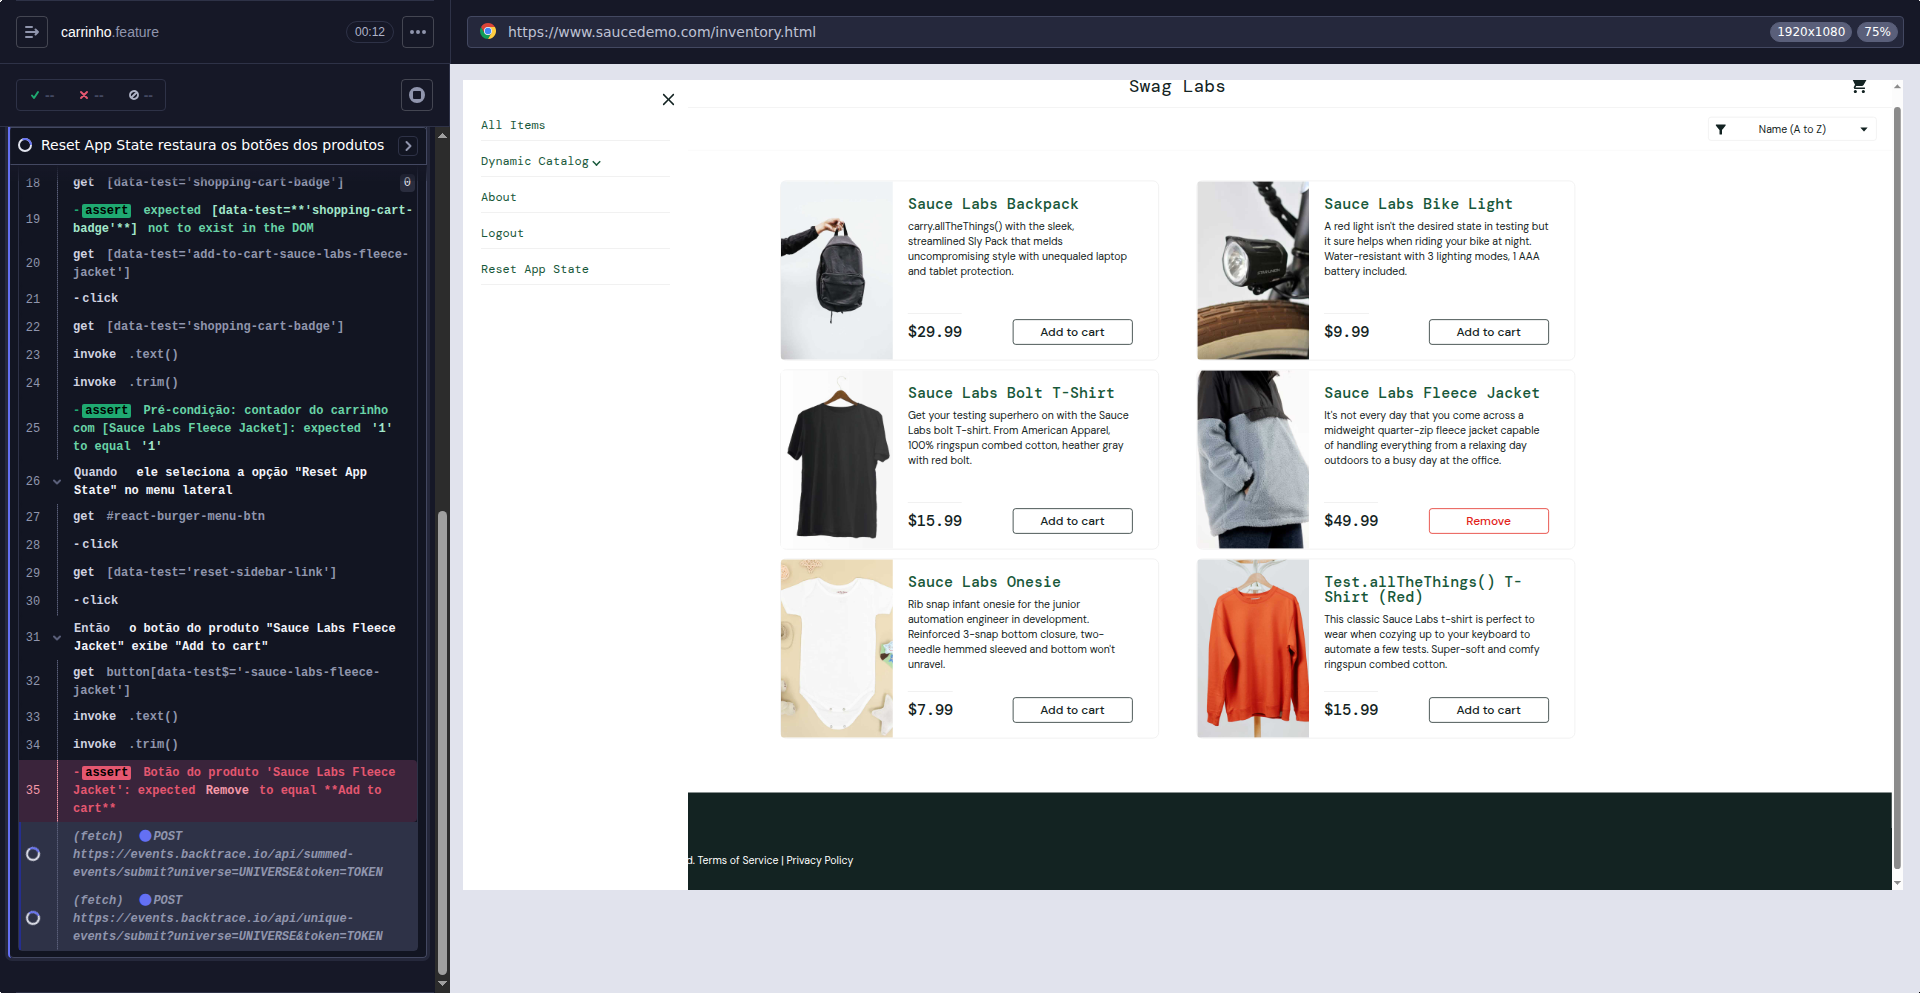 carrinho.feature
00:12
--
--
--
Reset App State restaura os botões dos produtos
18 get [data-test='shopping-cart-badge'] 0
19 -assert expected [data-test=**'shopping-cart-
badge'**] not to exist in the DOM
20 get [data-test='add-to-cart-sauce-labs-fleece-
jacket']
21 -click
22 get [data-test='shopping-cart-badge']
23 invoke .text()
24 invoke .trim()
25 -assert Pré-condição: contador do carrinho
com [Sauce Labs Fleece Jacket]: expected '1'
to equal '1'
26 Quando ele seleciona a opção "Reset App
State" no menu lateral
27 get #react-burger-menu-btn
28 -click
29 get [data-test='reset-sidebar-link']
30 -click
31 Então o botão do produto "Sauce Labs Fleece
Jacket" exibe "Add to cart"
32 get button[data-test$='-sauce-labs-fleece-
jacket']
33 invoke .text()
34 invoke .trim()
35 -assert Botão do produto 'Sauce Labs Fleece
Jacket': expected Remove to equal **Add to
cart**
(fetch) POST
https://events.backtrace.io/api/summed-
events/submit?universe=UNIVERSE&token=TOKEN
(fetch) POST
https://events.backtrace.io/api/unique-
events/submit?universe=UNIVERSE&token=TOKEN
https://www.saucedemo.com/inventory.html
1920x1080 75%
Swag Labs
All Items
Dynamic Catalog
About
Logout
Reset App State
Name (A to Z)
Sauce Labs Backpack
carry.allTheThings() with the sleek,
streamlined Sly Pack that melds
uncompromising style with unequaled laptop
and tablet protection.
$29.99
Add to cart
Sauce Labs Bike Light
A red light isn't the desired state in testing but
it sure helps when riding your bike at night.
Water-resistant with 3 lighting modes, 1 AAA
battery included.
$9.99
Add to cart
Sauce Labs Bolt T-Shirt
Get your testing superhero on with the Sauce
Labs bolt T-shirt. From American Apparel,
100% ringspun combed cotton, heather gray
with red bolt.
$15.99
Add to cart
Sauce Labs Fleece Jacket
It's not every day that you come across a
midweight quarter-zip fleece jacket capable
of handling everything from a relaxing day
outdoors to a busy day at the office.
$49.99
Remove
Sauce Labs Onesie
Rib snap infant onesie for the junior
automation engineer in development.
Reinforced 3-snap bottom closure, two-
needle hemmed sleeved and bottom won't
unravel.
$7.99
Add to cart
Test.allTheThings() T-
Shirt (Red)
This classic Sauce Labs t-shirt is perfect to
wear when cozying up to your keyboard to
automate a few tests. Super-soft and comfy
ringspun combed cotton.
$15.99
Add to cart
d. Terms of Service | Privacy Policy